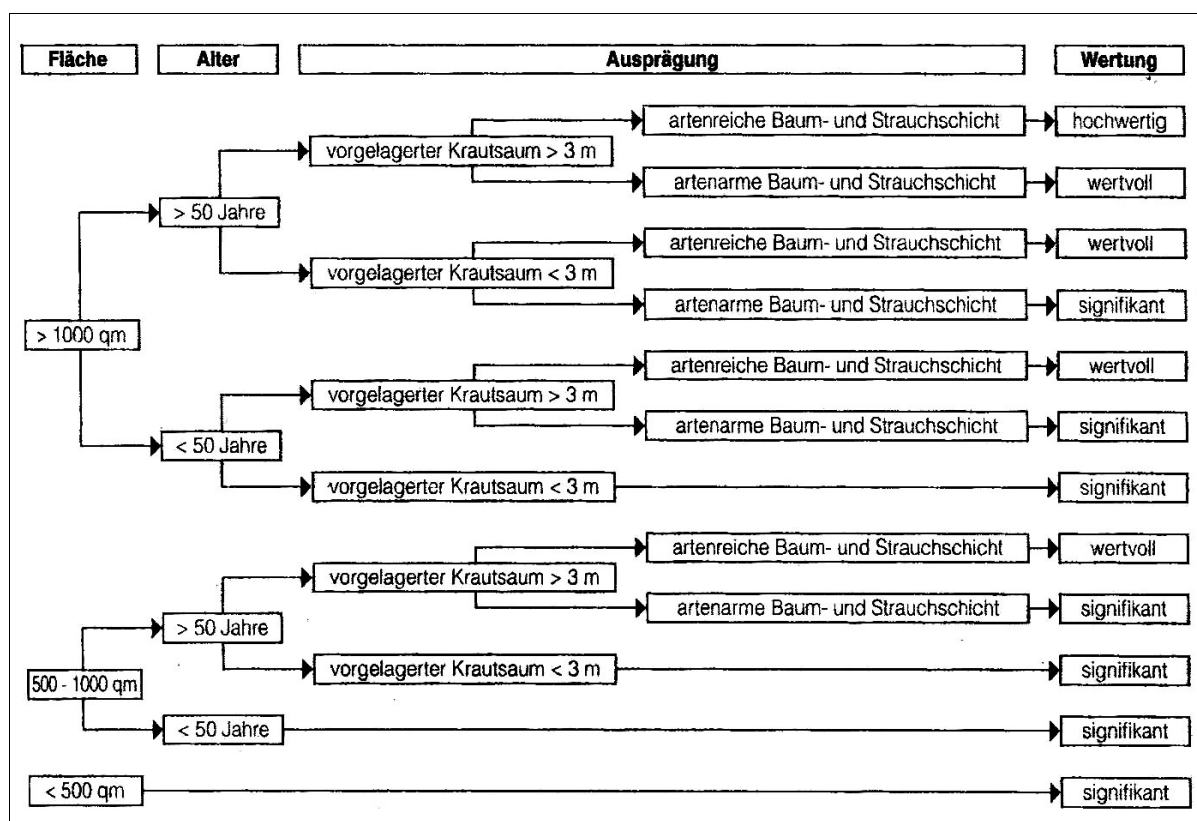 Fläche Alter Ausprägung Wertung
artenreiche Baum- und Strauchschicht hochwertig
vorgelagerter Krautsaum > 3 m
artenarme Baum- und Strauchschicht wertvoll
> 50 Jahre
artenreiche Baum- und Strauchschicht wertvoll
vorgelagerter Krautsaum < 3 m
artenarme Baum- und Strauchschicht signifikant
> 1000 qm
artenreiche Baum- und Strauchschicht wertvoll
vorgelagerter Krautsaum > 3 m
artenarme Baum- und Strauchschicht signifikant
< 50 Jahre
vorgelagerter Krautsaum < 3 m signifikant
artenreiche Baum- und Strauchschicht wertvoll
vorgelagerter Krautsaum > 3 m
artenarme Baum- und Strauchschicht signifikant
> 50 Jahre
vorgelagerter Krautsaum < 3 m signifikant
500 - 1000 qm
< 50 Jahre signifikant
< 500 qm signifikant